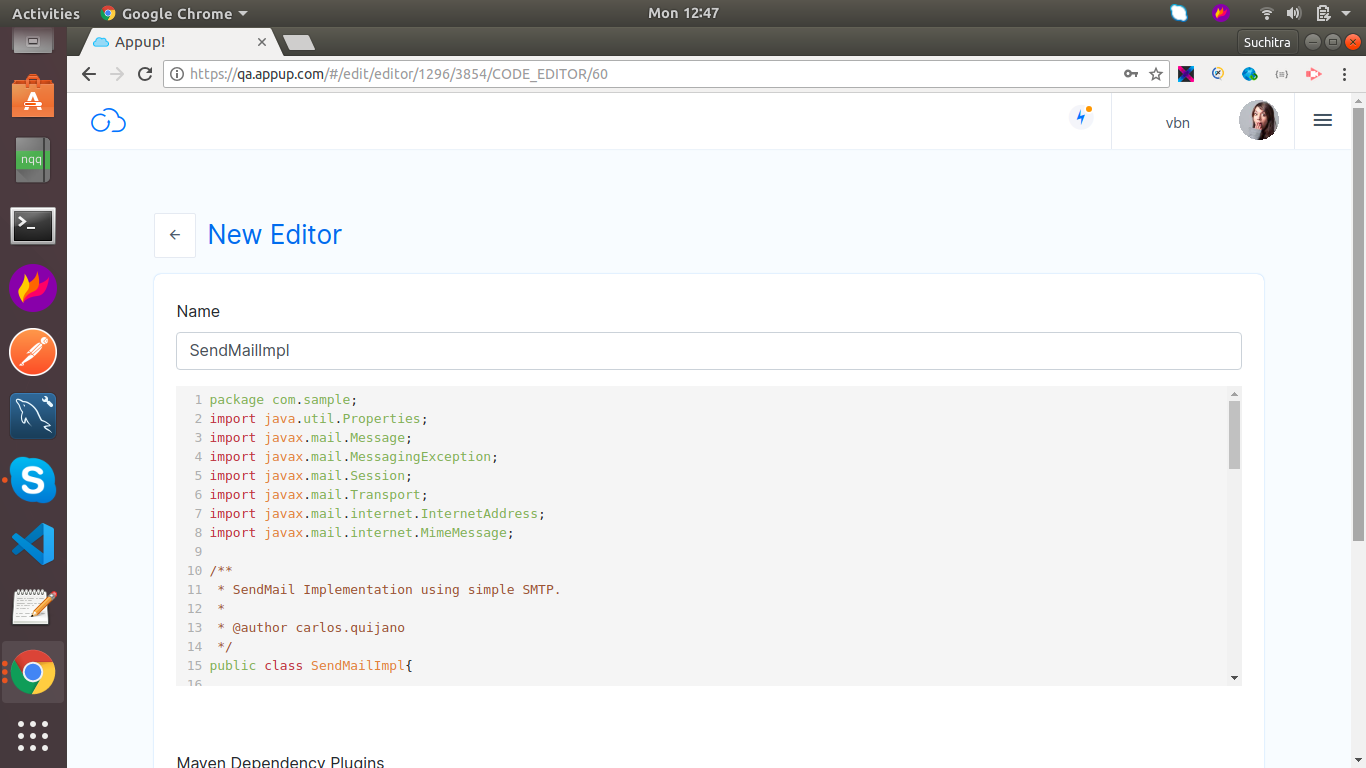 Activities Google Chrome Mon 12:47
Appup! Suchitra
https://qa.appup.com/#/edit/editor/1296/3854/CODE_EDITOR/60
vbn
nqq
New Editor
Name
SendMailImpl
1 package com.sample;
2 import java.util.Properties;
3 import javax.mail.Message;
4 import javax.mail.MessagingException;
5 import javax.mail.Session;
6 import javax.mail.Transport;
7 import javax.mail.internet.InternetAddress;
8 import javax.mail.internet.MimeMessage;
9
10 /**
11 * SendMail Implementation using simple SMTP.
12 *
13 * @author carlos.quijano
14 */
15 public class SendMailImpl{
16
Maven Dependency Plugins